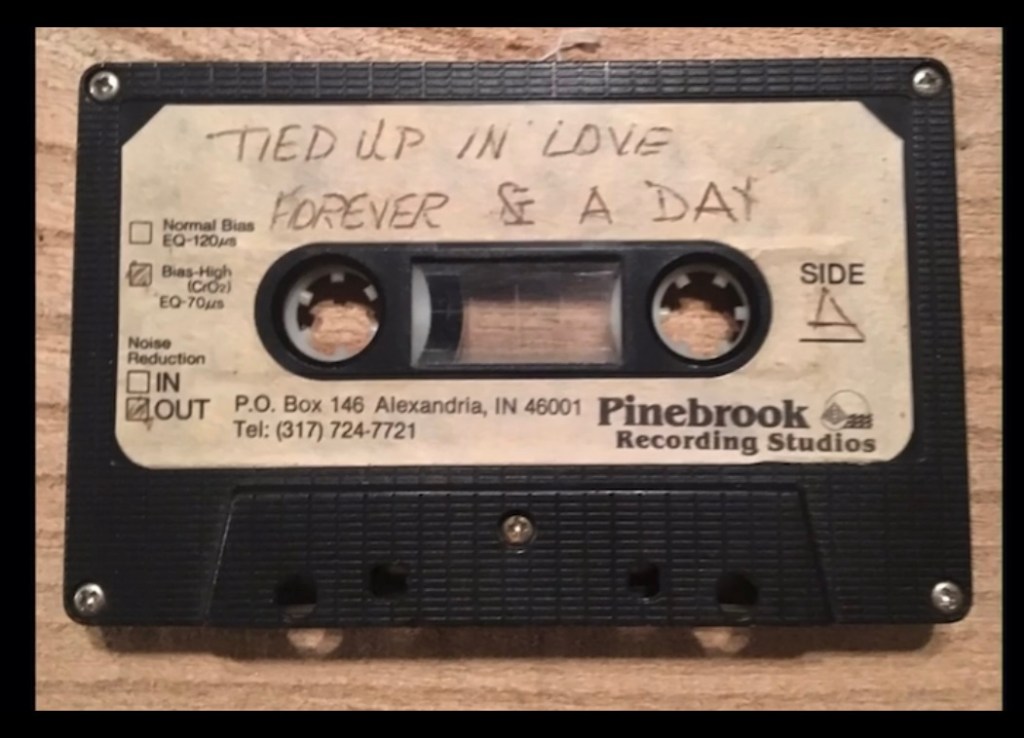 TIED UP IN LOVE
FOREVER & A DAY
Normal Bias
EQ-120µs
Bias-High
(CrO2)
EQ-70µs
SIDE
A
Noise
Reduction
IN
OUT
P.O. Box 146 Alexandria, IN 46001
Tel: (317) 724-7721
Pinebrook
Recording Studios